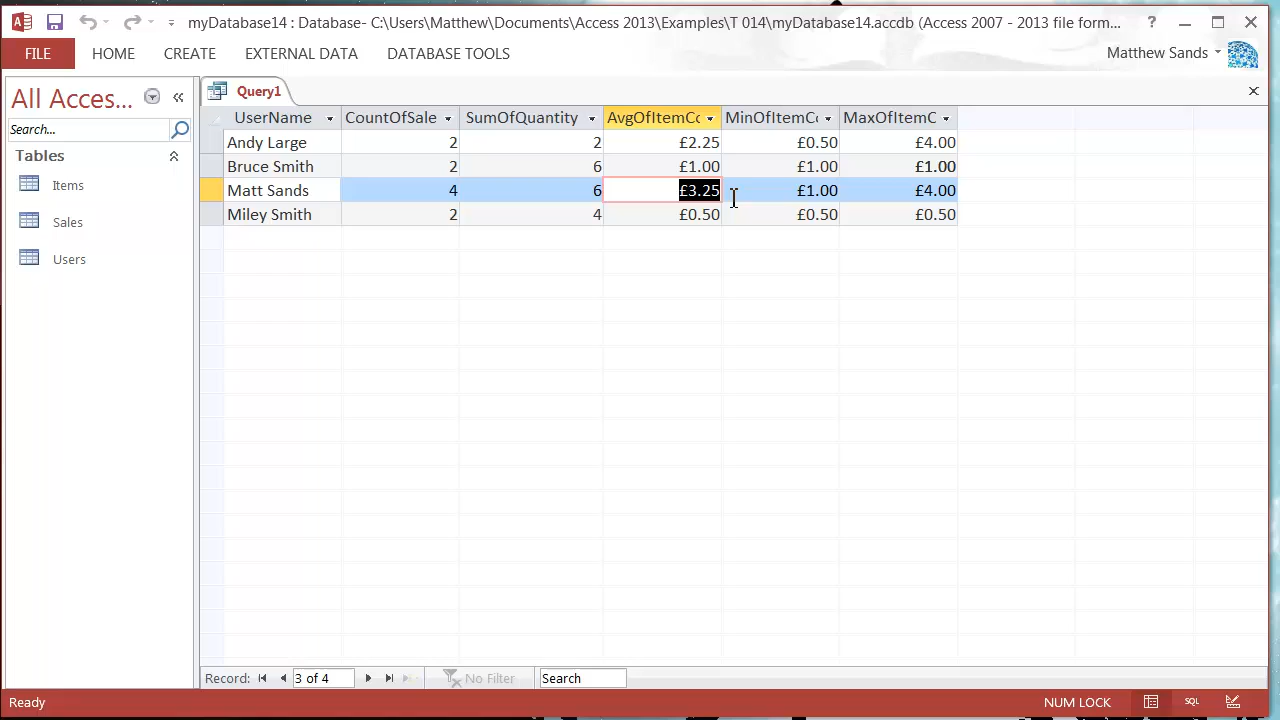 myDatabase14 : Database- C:\Users\Matthew\Documents\Access 2013\Examples\T 014\myDatabase14.accdb (Access 2007 - 2013 file form... ?
FILE HOME CREATE EXTERNAL DATA DATABASE TOOLS Matthew Sands
All Acces... «
Search...
Tables
Items
Sales
Users
Query1
UserName CountOfSale SumOfQuantity AvgOfItemCo MinOfItemCo MaxOfItemC
Andy Large 2 2 £2.25 £0.50 £4.00
Bruce Smith 2 6 £1.00 £1.00 £1.00
Matt Sands 4 6 £3.25 £1.00 £4.00
Miley Smith 2 4 £0.50 £0.50 £0.50
Record: 3 of 4 No Filter Search
Ready NUM LOCK SQL